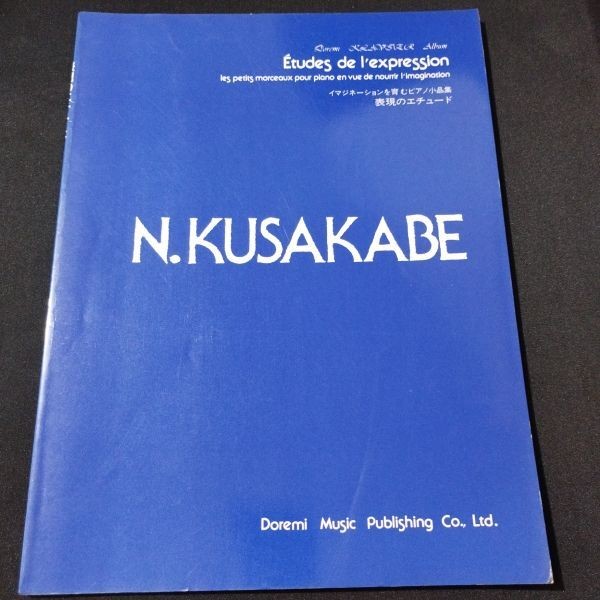 Doremi KLAVIER Album
Études de l'expression
les petits morceaux pour piano en vue de nourrir l'imagination
イマジネーションを育むピアノ小品集
表現のエチュード
N.KUSAKABE
Doremi Music Publishing Co., Ltd.